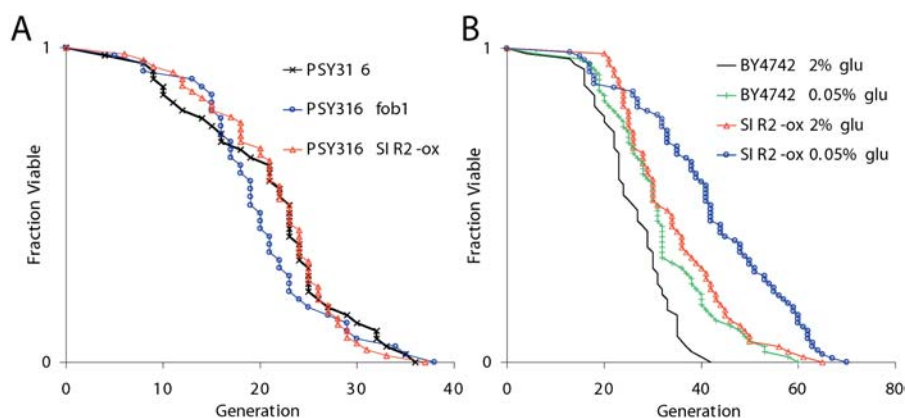 A
B
1
PSY31 6
PSY316 fob1
PSY316 SI R2 -ox
Fraction Viable
0
0
10
20
30
40
Generation
1
BY4742 2% glu
BY4742 0.05% glu
SI R2 -ox 2% glu
SI R2 -ox 0.05% glu
Fraction Viable
0
0
20
40
60
80
Generation